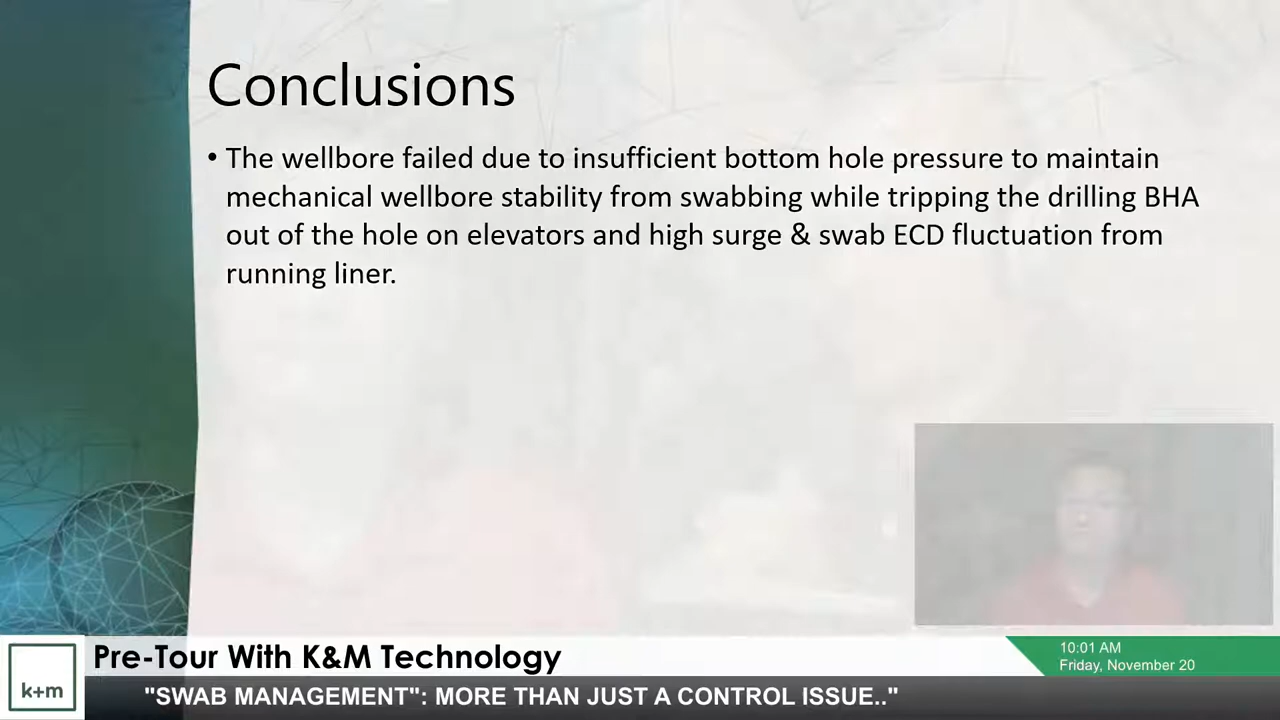 Conclusions
• The wellbore failed due to insufficient bottom hole pressure to maintain
mechanical wellbore stability from swabbing while tripping the drilling BHA
out of the hole on elevators and high surge & swab ECD fluctuation from
running liner.
k+m
Pre-Tour With K&M Technology
10:01 AM
Friday, November 20
"SWAB MANAGEMENT": MORE THAN JUST A CONTROL ISSUE.."